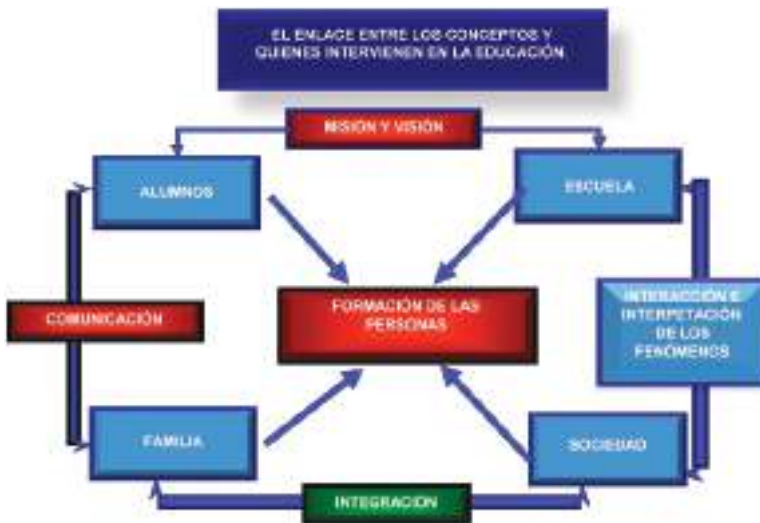 EL ENLACE ENTRE LOS CONCEPTOS Y
QUIENES INTERVIENEN EN LA EDUCACIÓN
MISIÓN Y VISIÓN
ALUMNOS
ESCUELA
COMUNICACIÓN
FORMACIÓN DE LAS
PERSONAS
INTERACCIÓN E
INTERPETACIÓN
DE LOS
FENÓMENOS
FAMILIA
SOCIEDAD
INTEGRACION